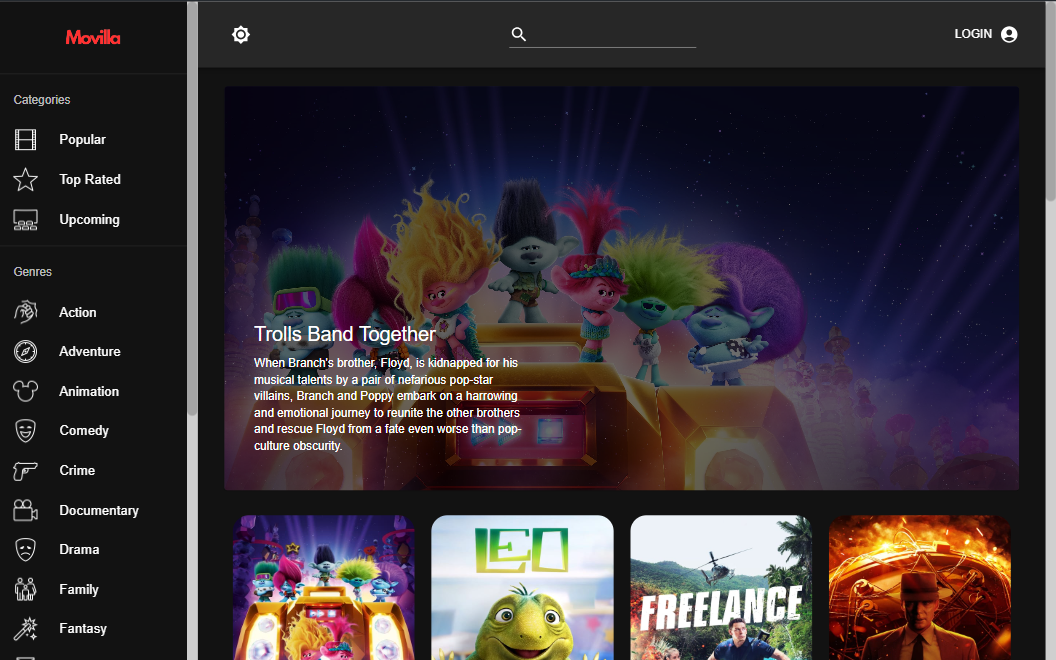 Movilla
LOGIN
Categories
Popular
Top Rated
Upcoming
Genres
Action
Adventure
Animation
Comedy
Crime
Documentary
Drama
Family
Fantasy
Trolls Band Together
When Branch's brother, Floyd, is kidnapped for his
musical talents by a pair of nefarious pop-star
villains, Branch and Poppy embark on a harrowing
and emotional journey to reunite the other brothers
and rescue Floyd from a fate even worse than pop-
culture obscurity.
LEO
FREELANCE